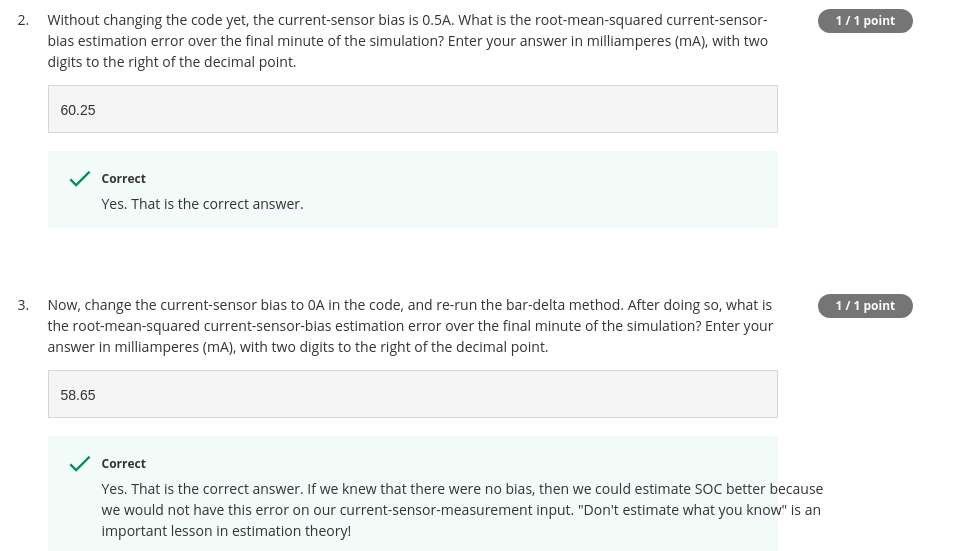 2. Without changing the code yet, the current-sensor bias is 0.5A. What is the root-mean-squared current-sensor-
bias estimation error over the final minute of the simulation? Enter your answer in milliamperes (mA), with two
digits to the right of the decimal point.
1 / 1 point
60.25
Correct
Yes. That is the correct answer.
3. Now, change the current-sensor bias to 0A in the code, and re-run the bar-delta method. After doing so, what is
the root-mean-squared current-sensor-bias estimation error over the final minute of the simulation? Enter your
answer in milliamperes (mA), with two digits to the right of the decimal point.
1 / 1 point
58.65
Correct
Yes. That is the correct answer. If we knew that there were no bias, then we could estimate SOC better because
we would not have this error on our current-sensor-measurement input. "Don't estimate what you know" is an
important lesson in estimation theory!